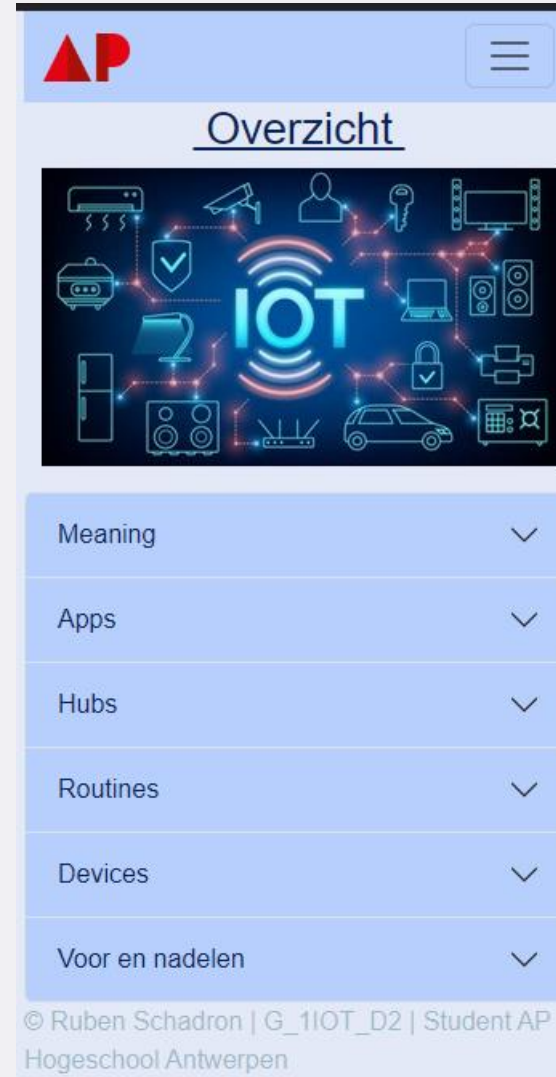 AP
Overzicht
IOT
Meaning
Apps
Hubs
Routines
Devices
Voor en nadelen
© Ruben Schadron | G_1IOT_D2 | Student AP
Hogeschool Antwerpen